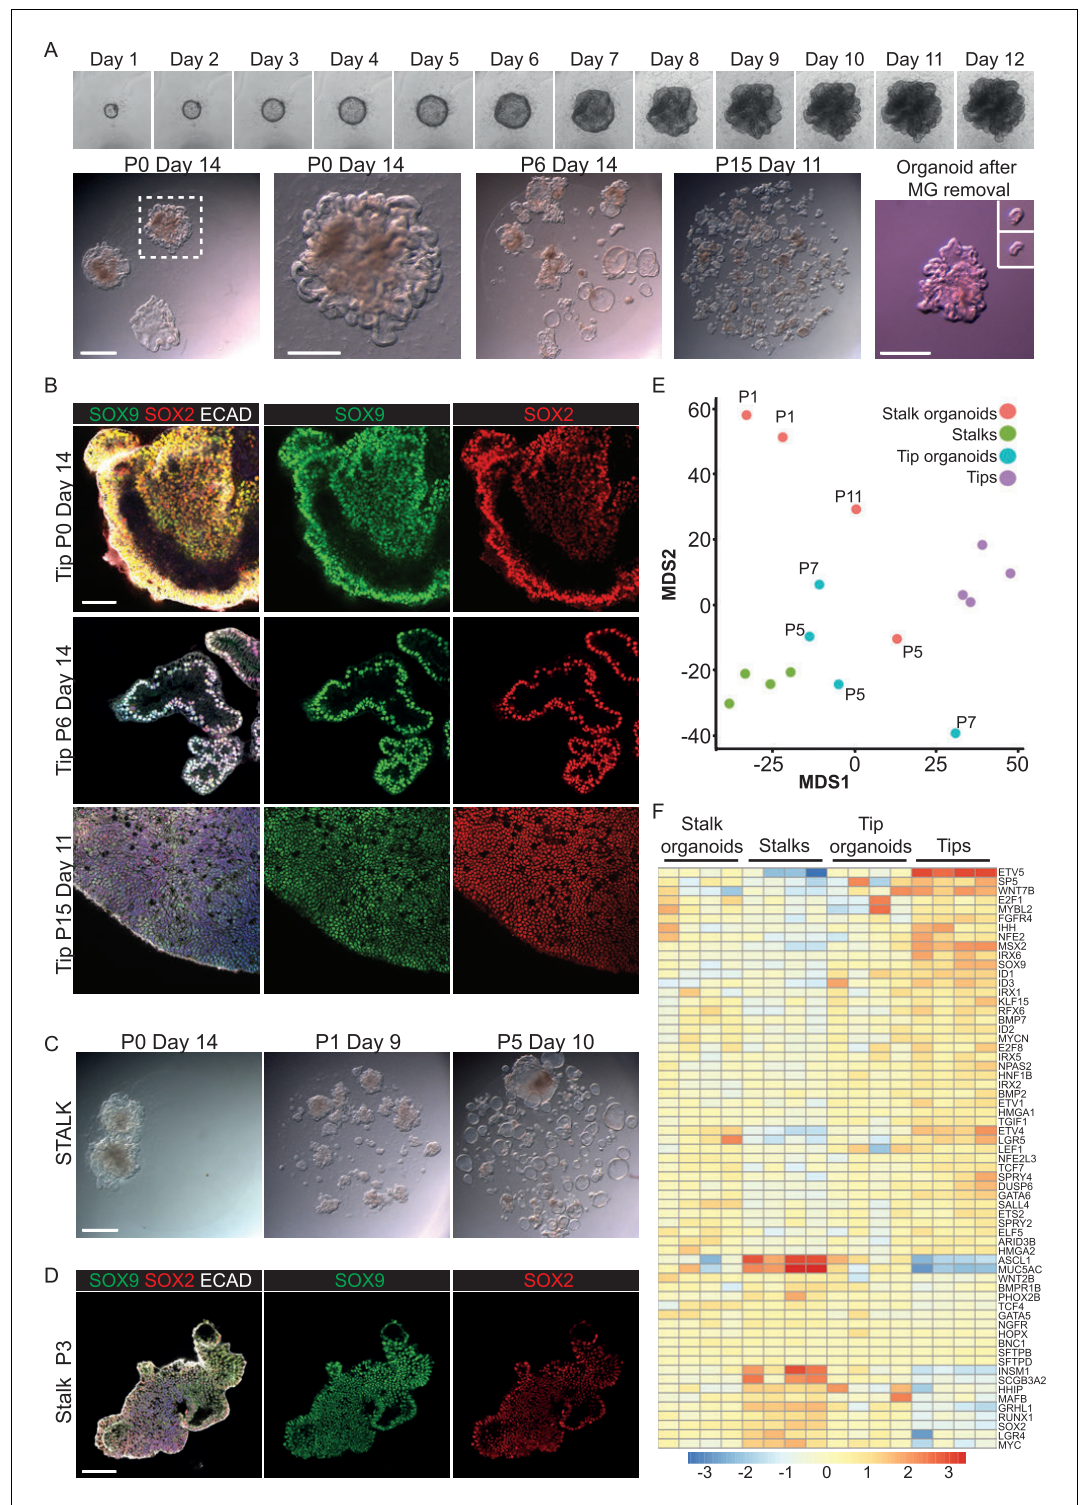 A
Day 1 Day 2 Day 3 Day 4 Day 5 Day 6 Day 7 Day 8 Day 9 Day 10 Day 11 Day 12
P0 Day 14 P0 Day 14 P6 Day 14 P15 Day 11 Organoid after
MG removal
B
SOX9 SOX2 ECAD SOX9 SOX2
Tip P0 Day 14
Tip P6 Day 14
Tip P15 Day 11
C
P0 Day 14 P1 Day 9 P5 Day 10
STALK
D
SOX9 SOX2 ECAD SOX9 SOX2
Stalk P3
E
Stalk organoids
Stalks
Tip organoids
Tips
P1
P1
P11
P7
P5
P5
P5
P7
60
40
20
0
-20
-40
MDS2
-25 0 25 50
MDS1
F
Stalk organoids Stalks Tip organoids Tips
ETV5
SP5
WNT7B
E2F1
MYBL2
FGFR4
IHH
NFE2
MSX2
IRX6
SOX9
ID1
ID3
IRX1
KLF15
RFX6
BMP7
ID2
MYCN
E2F8
IRX5
NPAS2
HNF1B
IRX2
BMP2
ETV1
HMGA1
TGIF1
ETV4
LGR5
LEF1
NFE2L3
TCF7
SPRY4
DUSP6
GATA6
SALL4
ETS2
SPRY2
ELF5
ARID3B
HMGA2
ASCL1
MUC5AC
WNT2B
BMPR1B
PHOX2B
TCF4
GATA5
NGFR
HOPX
BNC1
SFTPB
SFTPD
INSM1
SCGB3A2
HHIP
MAFB
GRHL1
RUNX1
SOX2
LGR4
MYC
-3 -2 -1 0 1 2 3